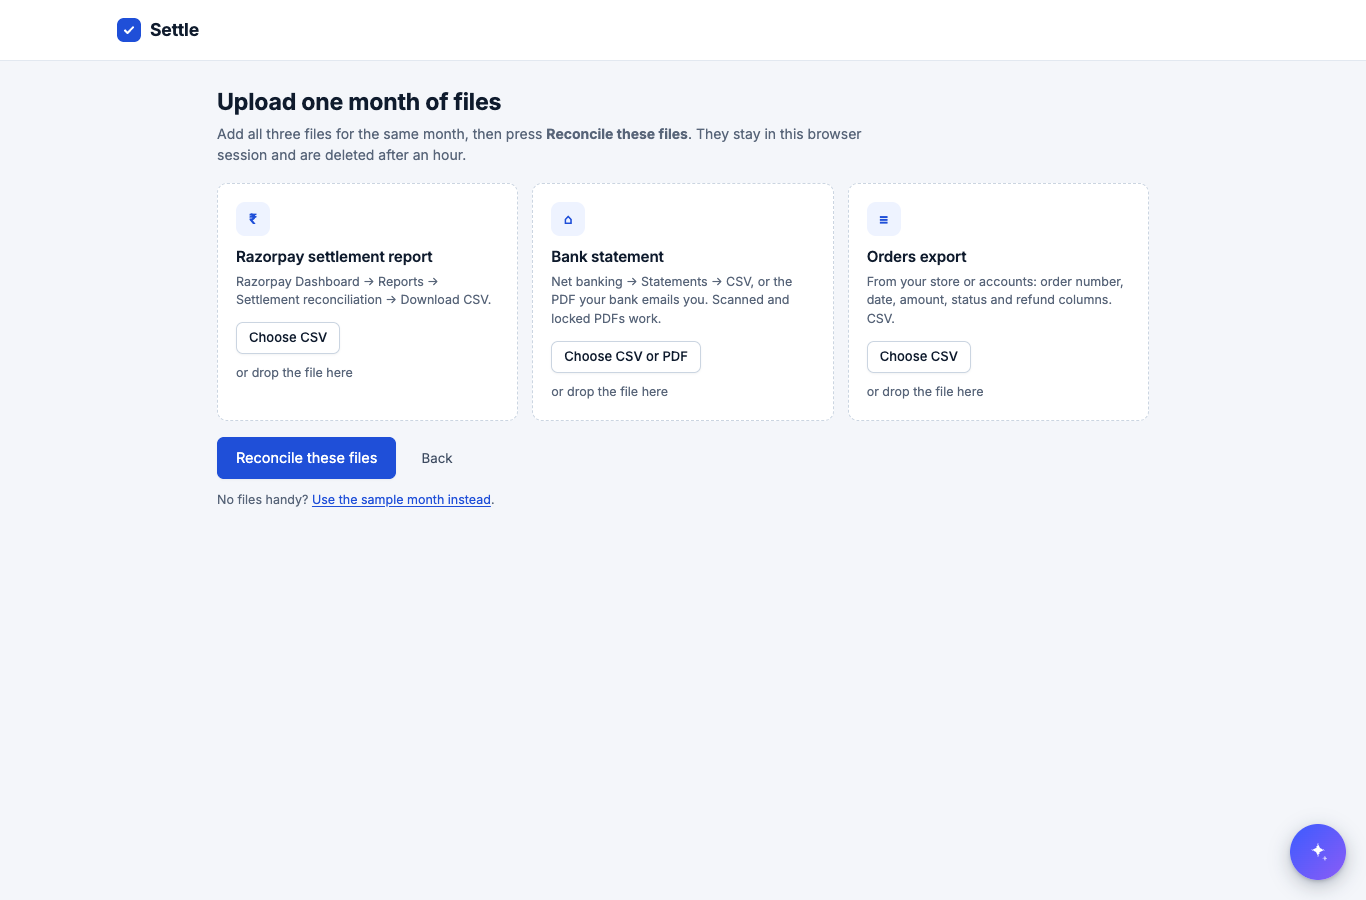 Settle
Upload one month of files
Add all three files for the same month, then press Reconcile these files. They stay in this browser
session and are deleted after an hour.
₹
Razorpay settlement report
Razorpay Dashboard → Reports →
Settlement reconciliation → Download CSV.
Choose CSV
or drop the file here
Bank statement
Net banking → Statements → CSV, or the
PDF your bank emails you. Scanned and
locked PDFs work.
Choose CSV or PDF
or drop the file here
Orders export
From your store or accounts: order number,
date, amount, status and refund columns.
CSV.
Choose CSV
or drop the file here
Reconcile these files
Back
No files handy? Use the sample month instead.